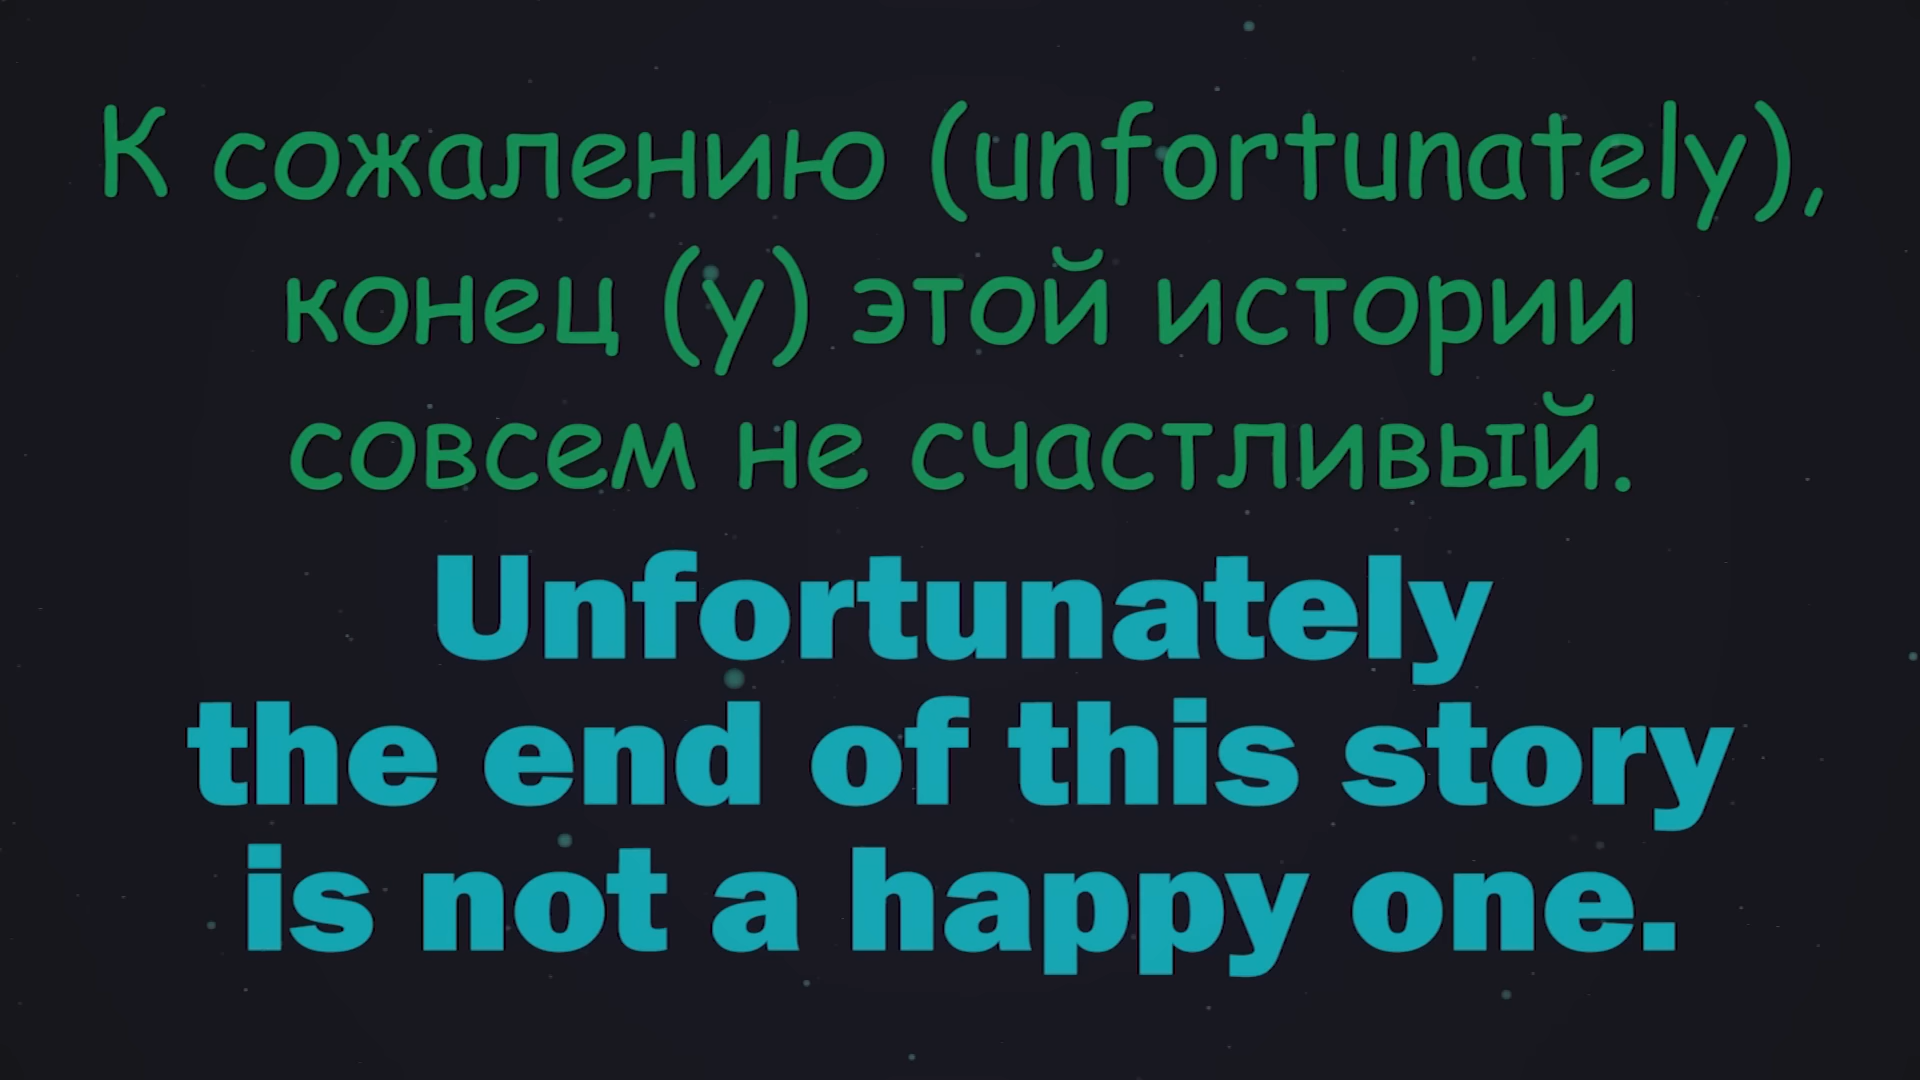 К сожалению (unfortunately),
конец (у) этой истории
совсем не счастливый.
Unfortunately
the end of this story
is not a happy one.